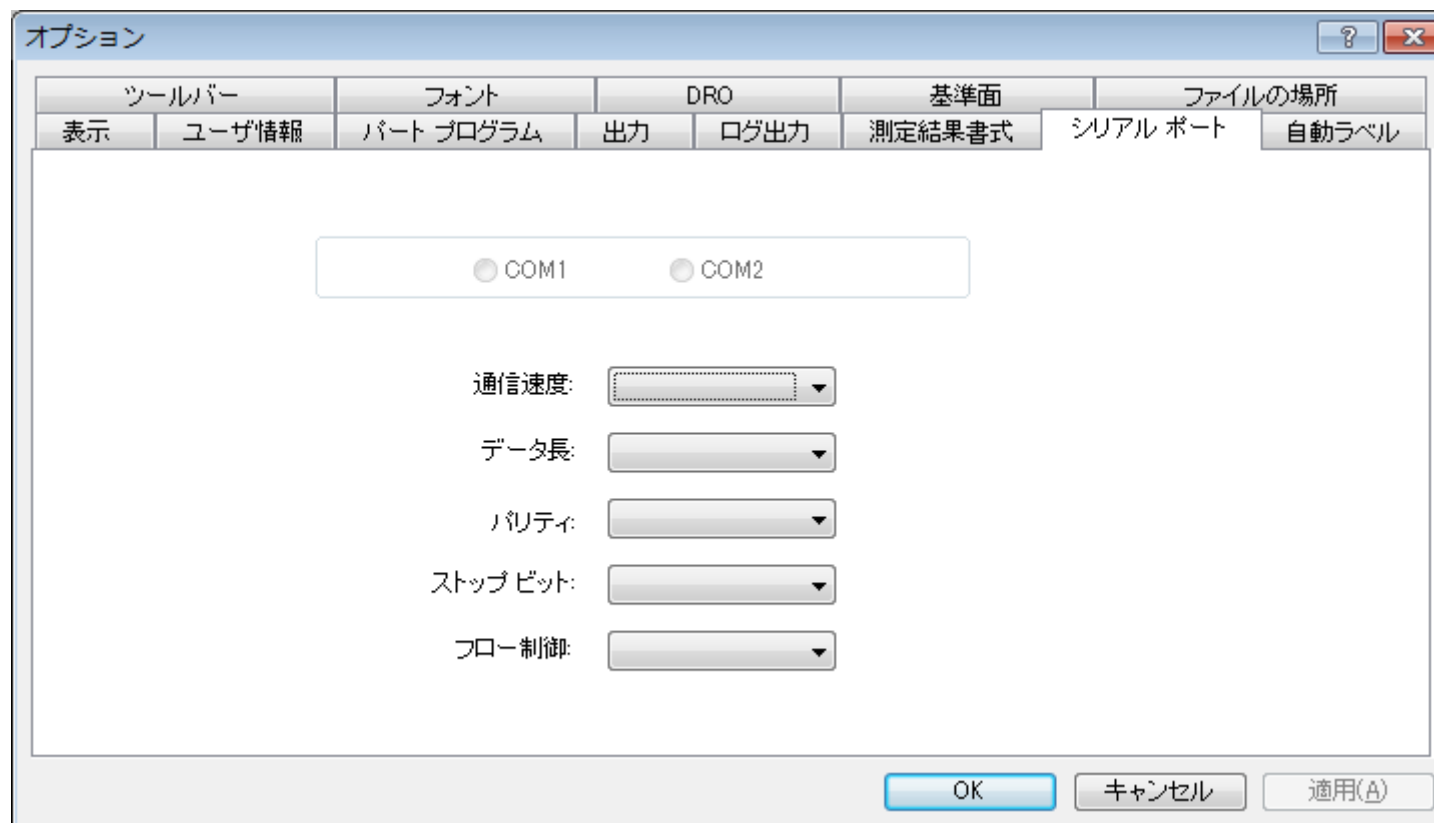 オプション
ツールバー フォント DRO 基準面 ファイルの場所
表示 ユーザ情報 パート プログラム 出力 ログ出力 測定結果書式 シリアル ポート 自動ラベル
COM1 COM2
通信速度:
データ長:
パリティ:
ストップ ビット:
フロー制御:
OK キャンセル 適用(A)